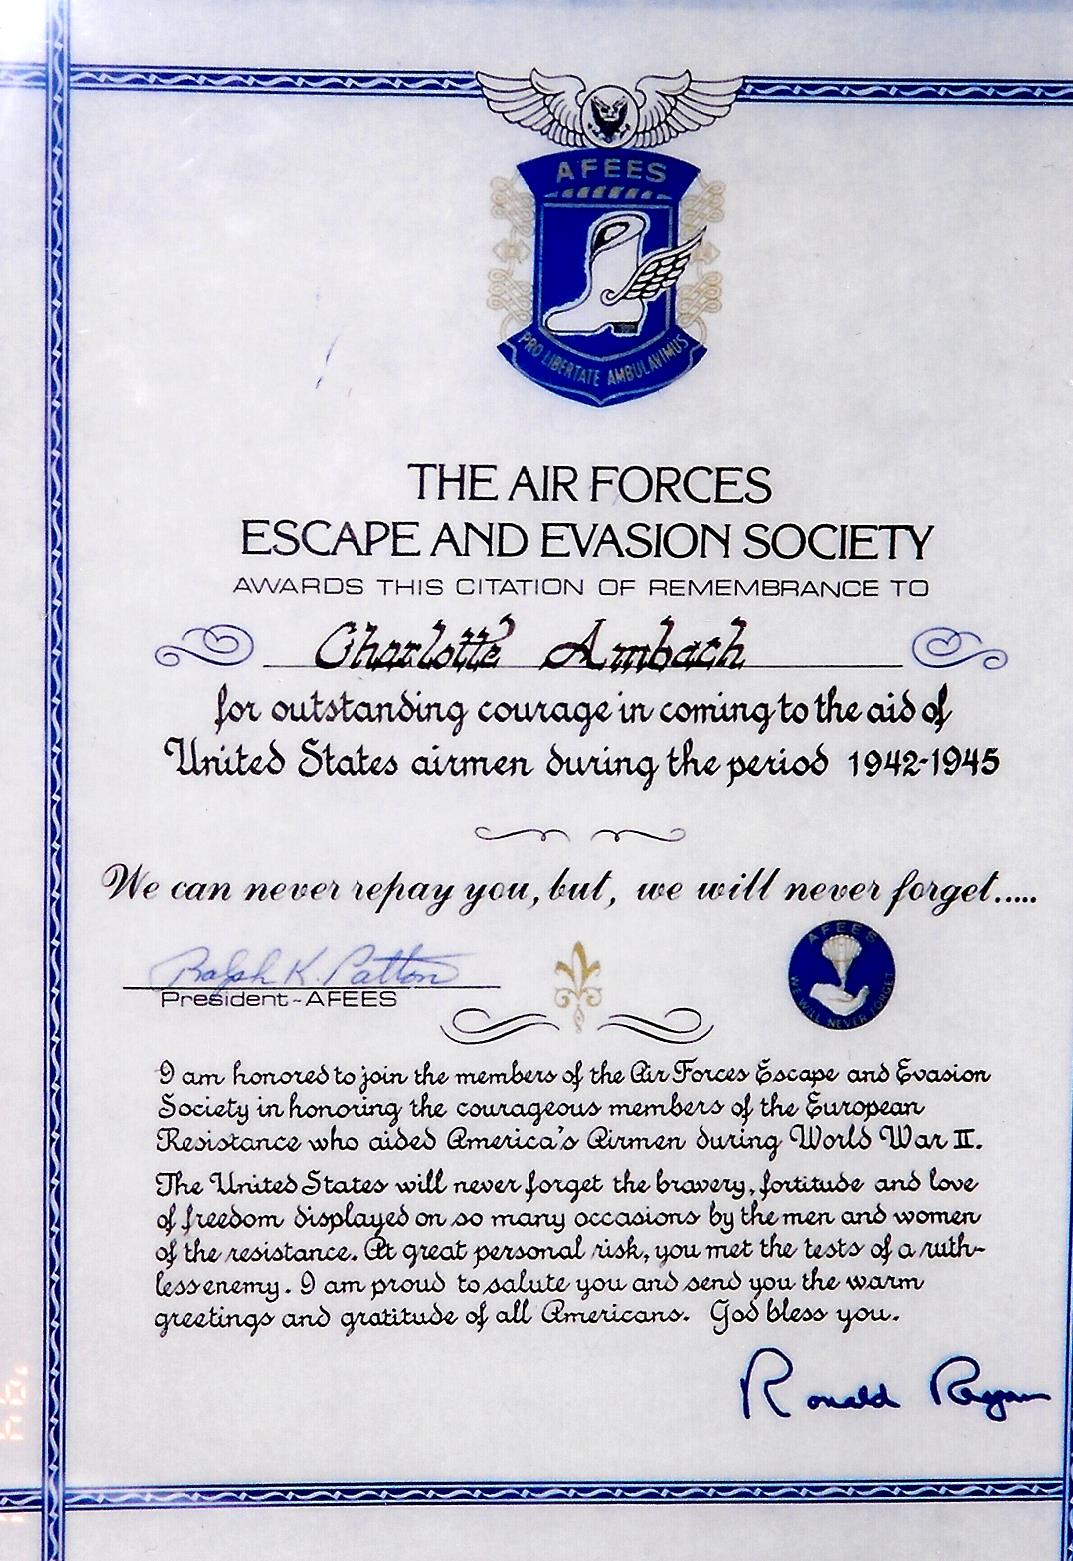 AFEES
PRO LIBERTATE AMBULAVIMUS
THE AIR FORCES
ESCAPE AND EVASION SOCIETY
AWARDS THIS CITATION OF REMEMBRANCE TO
Charlotte Ambach
for outstanding courage in coming to the aid of
United States airmen during the period 1942-1945
We can never repay you, but, we will never forget.....
Ralph K. Patton
President-AFEES
AFEES
WE WILL NEVER FORGET
I am honored to join the members of the Air Forces Escape and Evasion
Society in honoring the courageous members of the European
Resistance who aided America's Airmen during World War II.
The United States will never forget the bravery, fortitude and love
of freedom displayed on so many occasions by the men and women
of the resistance. At great personal risk, you met the tests of a ruth-
less enemy. I am proud to salute you and send you the warm
greetings and gratitude of all Americans. God bless you.
Ronald Reagan